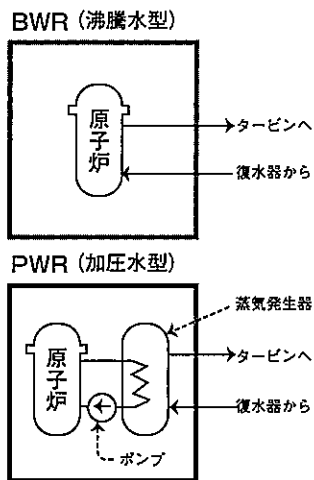 BWR（沸騰水型）
原子炉
タービンへ
復水器から
PWR（加圧水型）
蒸気発生器
原子炉
タービンへ
復水器から
ポンプ